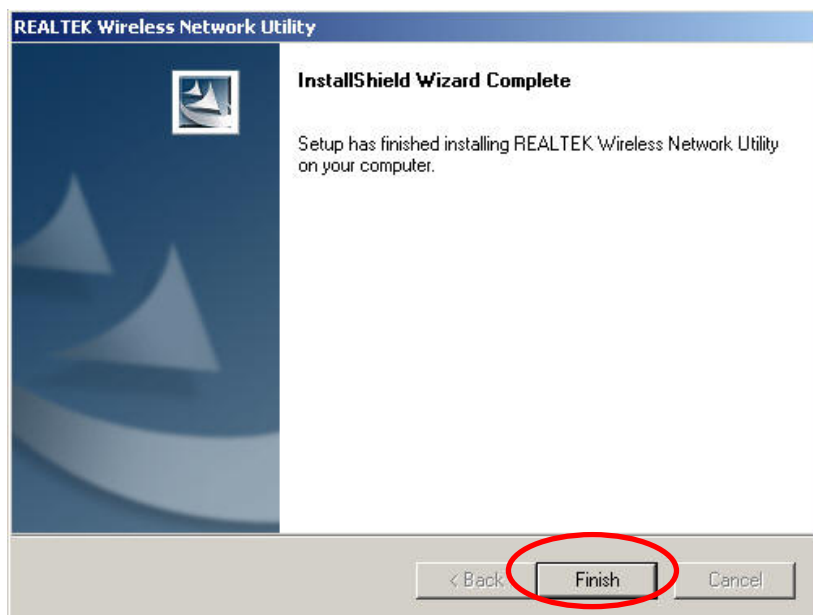 REALTEK Wireless Network Utility
InstallShield Wizard Complete
Setup has finished installing REALTEK Wireless Network Utility
on your computer.
< Back
Finish
Cancel